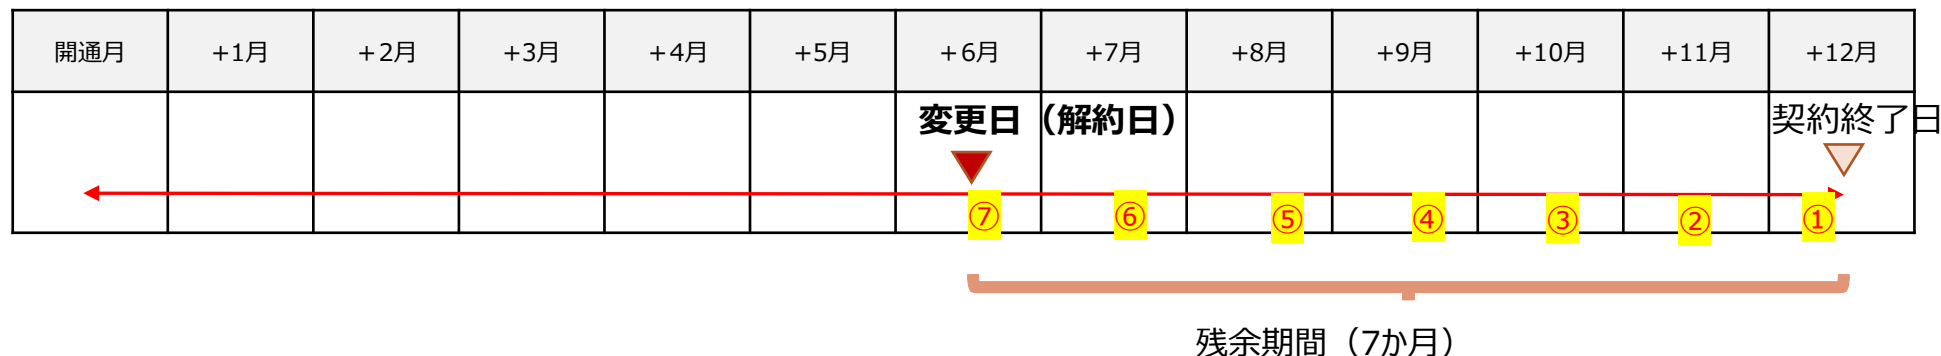 開通月 +1月 +2月 +3月 +4月 +5月 +6月 +7月 +8月 +9月 +10月 +11月 +12月
変更日（解約日） 契約終了日
⑦ ⑥ ⑤ ④ ③ ② ①
残余期間（7か月）